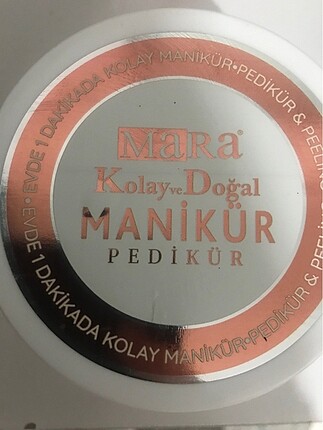 MaRa®
Kolay ve Doğal
MANİKÜR
PEDİKÜR
EVDE 1 DAKİKADA KOLAY MANİKÜR • PEDİKÜR & PEELING
EVDE 1 DAKİKADA KOLAY MANİKÜR • PEDİKÜR &